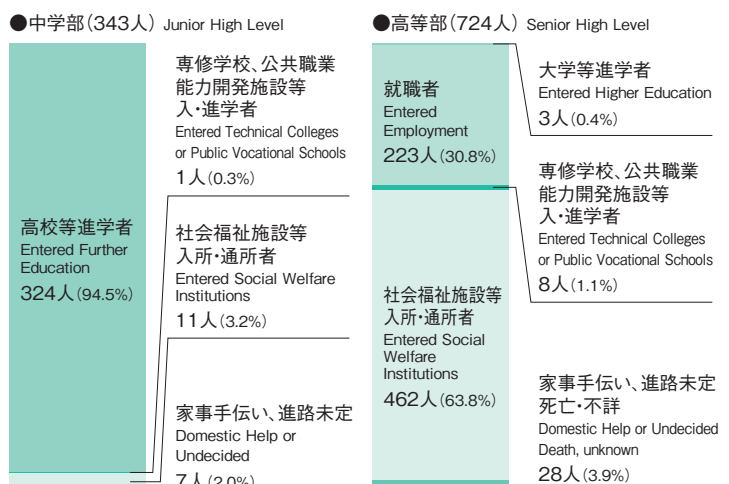 ●中学部(343人) Junior High Level
高校等進学者
Entered Further
Education
324人(94.5%)
専修学校、公共職業
能力開発施設等
入・進学者
Entered Technical Colleges
or Public Vocational Schools
1人(0.3%)
社会福祉施設等
入所・通所者
Entered Social Welfare
Institutions
11人(3.2%)
家事手伝い、進路未定
Domestic Help or
Undecided
7人(2.0%)
●高等部(724人) Senior High Level
就職者
Entered
Employment
223人(30.8%)
社会福祉施設等
入所・通所者
Entered Social
Welfare
Institutions
462人(63.8%)
大学等進学者
Entered Higher Education
3人(0.4%)
専修学校、公共職業
能力開発施設等
入・進学者
Entered Technical Colleges
or Public Vocational Schools
8人(1.1%)
家事手伝い、進路未定
死亡・不詳
Domestic Help or Undecided
Death, unknown
28人(3.9%)